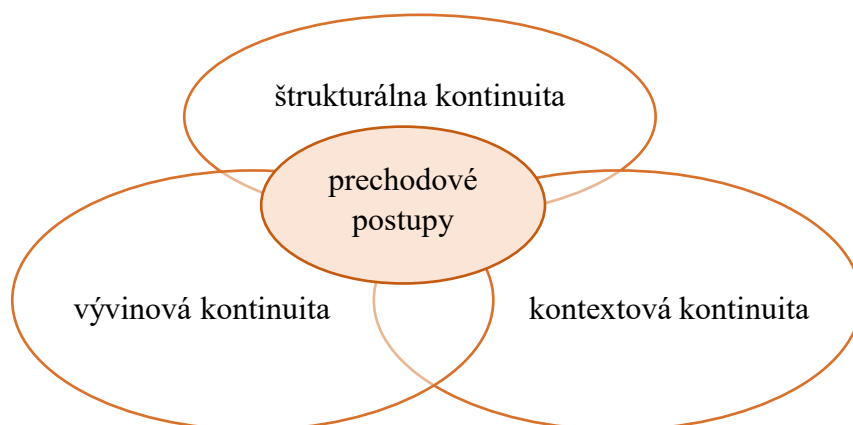 štrukturálna kontinuita
prechodové
postupy
vývinová kontinuita
kontextová kontinuita